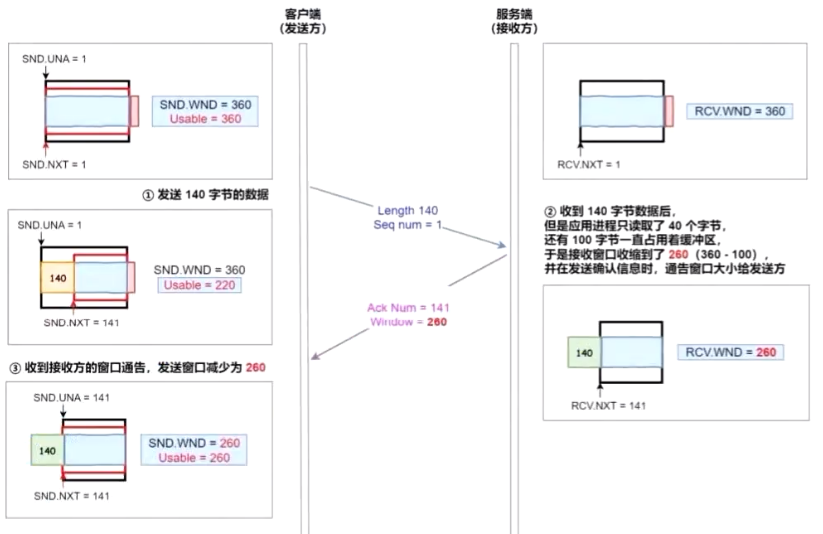 客户端
（发送方）
服务端
（接收方）
SND.UNA = 1
SND.WND = 360
Usable = 360
SND.NXT = 1
RCV.WND = 360
RCV.NXT = 1
① 发送 140 字节的数据
Length 140
Seq num = 1
② 收到 140 字节数据后，
但是应用进程只读取了 40 个字节，
还有 100 字节一直占用着缓冲区，
于是接收窗口收缩到了 260（360 - 100），
并在发送确认信息时，通告窗口大小给发送方
SND.UNA = 1
140
SND.WND = 360
Usable = 220
SND.NXT = 141
Ack Num = 141
Window = 260
140
RCV.WND = 260
RCV.NXT = 141
③ 收到接收方的窗口通告，发送窗口减少为 260
SND.UNA = 141
140
SND.WND = 260
Usable = 260
SND.NXT = 141